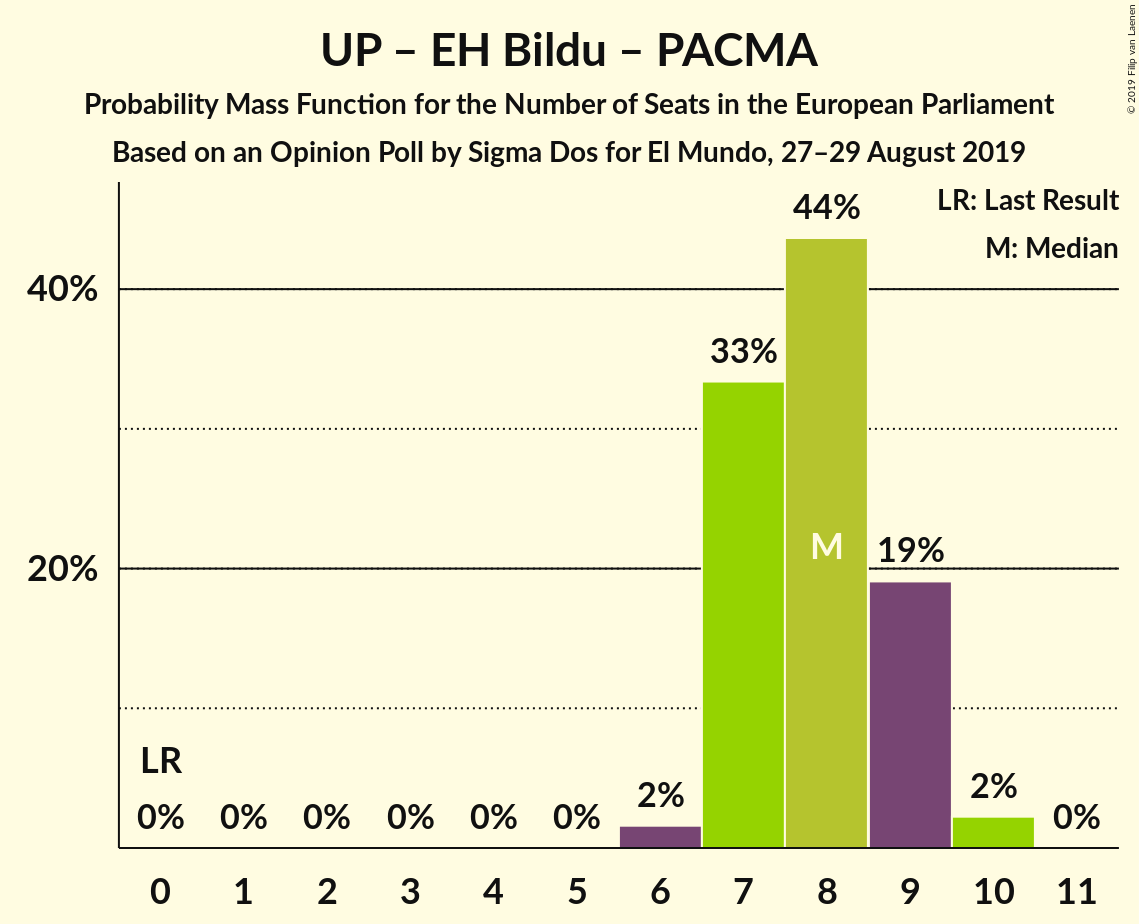 UP – EH Bildu – PACMA
Probability Mass Function for the Number of Seats in the European Parliament
Based on an Opinion Poll by Sigma Dos for El Mundo, 27–29 August 2019
© 2019 Filip van Laenen
LR: Last Result
M: Median
44%
40%
33%
M
19%
20%
LR
0% 0% 0% 0% 0% 0% 2% 2% 0%
0 1 2 3 4 5 6 7 8 9 10 11